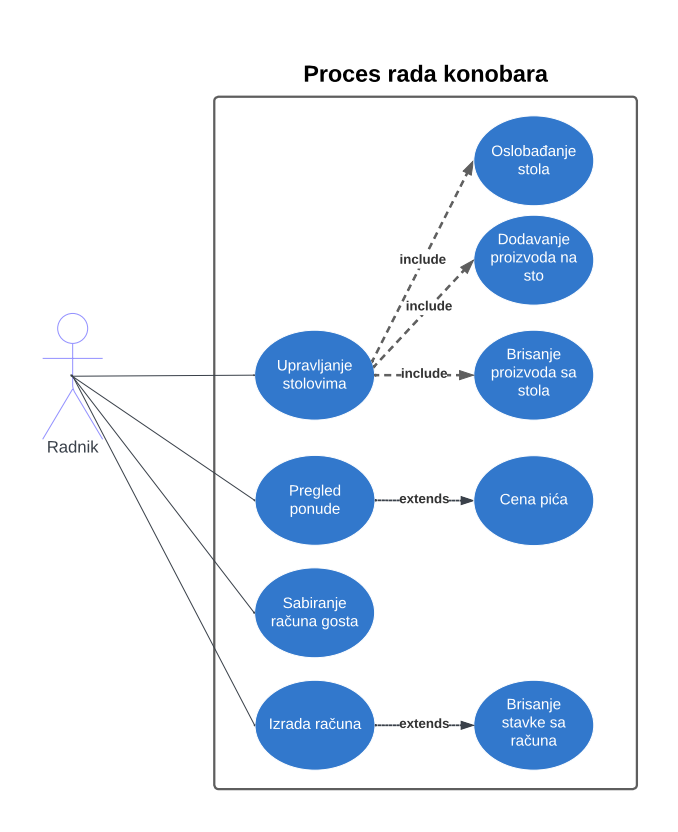 Proces rada konobara
Oslobađanje
stola
include
Dodavanje
proizvoda na
sto
include
Upravljanje
stolovima
include
Brisanje
proizvoda sa
stola
Radnik
Pregled
ponude
extends
Cena pića
Sabiranje
računa gosta
Izrada računa
extends
Brisanje
stavke sa
računa